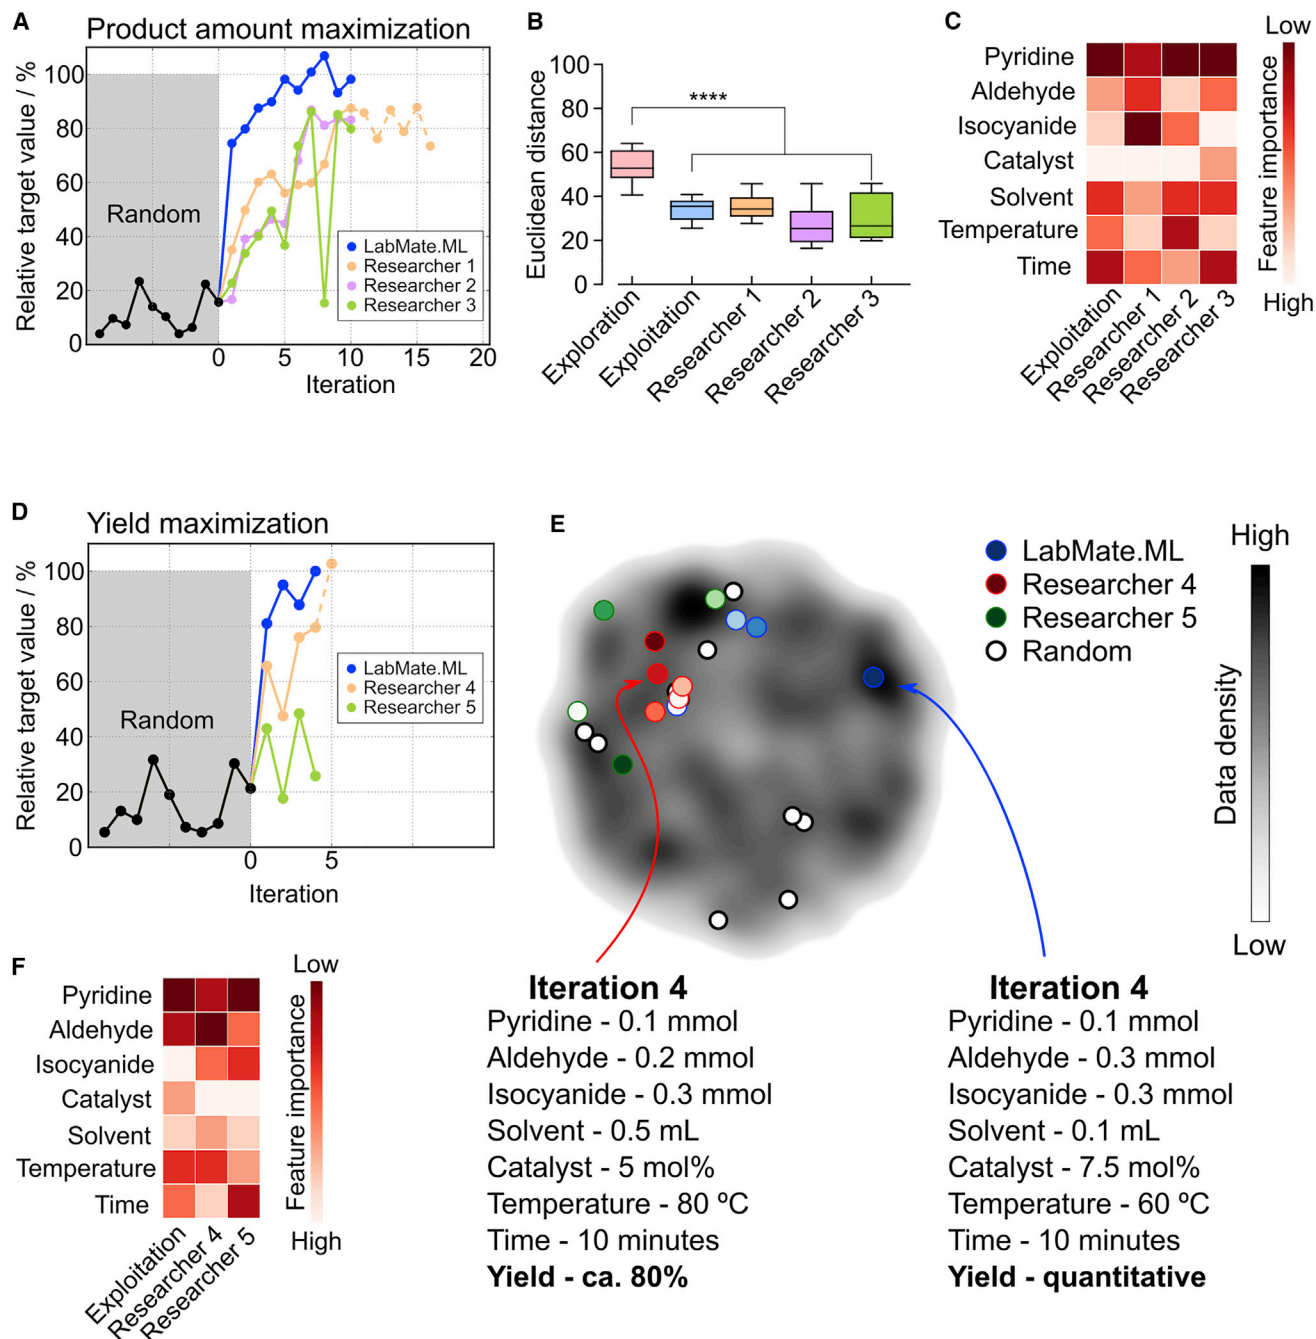 A
Product amount maximization
Relative target value / %
100
80
60
40
20
0
Random
LabMate.ML
Researcher 1
Researcher 2
Researcher 3
0 5 10 15 20
Iteration
B
Euclidean distance
100
80
60
40
20
0
****
Exploration
Exploitation
Researcher 1
Researcher 2
Researcher 3
C
Pyridine
Aldehyde
Isocyanide
Catalyst
Solvent
Temperature
Time
Exploitation
Researcher 1
Researcher 2
Researcher 3
Low
Feature importance
High
D
Yield maximization
Relative target value / %
100
80
60
40
20
0
Random
LabMate.ML
Researcher 4
Researcher 5
0 5
Iteration
E
LabMate.ML
Researcher 4
Researcher 5
Random
High
Data density
Low
Iteration 4
Pyridine - 0.1 mmol
Aldehyde - 0.2 mmol
Isocyanide - 0.3 mmol
Solvent - 0.5 mL
Catalyst - 5 mol%
Temperature - 80 ºC
Time - 10 minutes
Yield - ca. 80%
Iteration 4
Pyridine - 0.1 mmol
Aldehyde - 0.3 mmol
Isocyanide - 0.3 mmol
Solvent - 0.1 mL
Catalyst - 7.5 mol%
Temperature - 60 ºC
Time - 10 minutes
Yield - quantitative
F
Pyridine
Aldehyde
Isocyanide
Catalyst
Solvent
Temperature
Time
Exploitation
Researcher 4
Researcher 5
Low
Feature importance
High